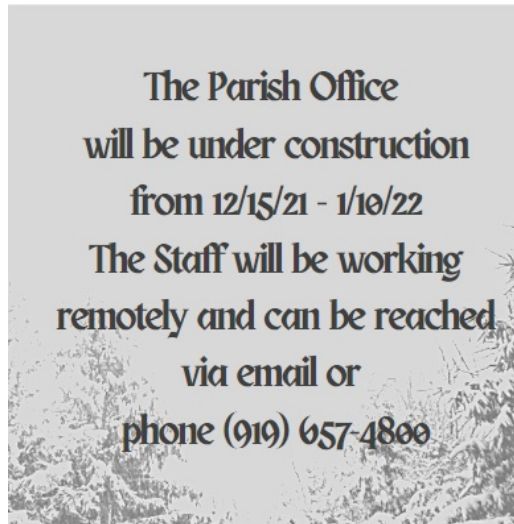 The Parish Office
will be under construction
from 12/15/21 - 1/10/22
The Staff will be working
remotely and can be reached
via email or
phone (919) 657-4800